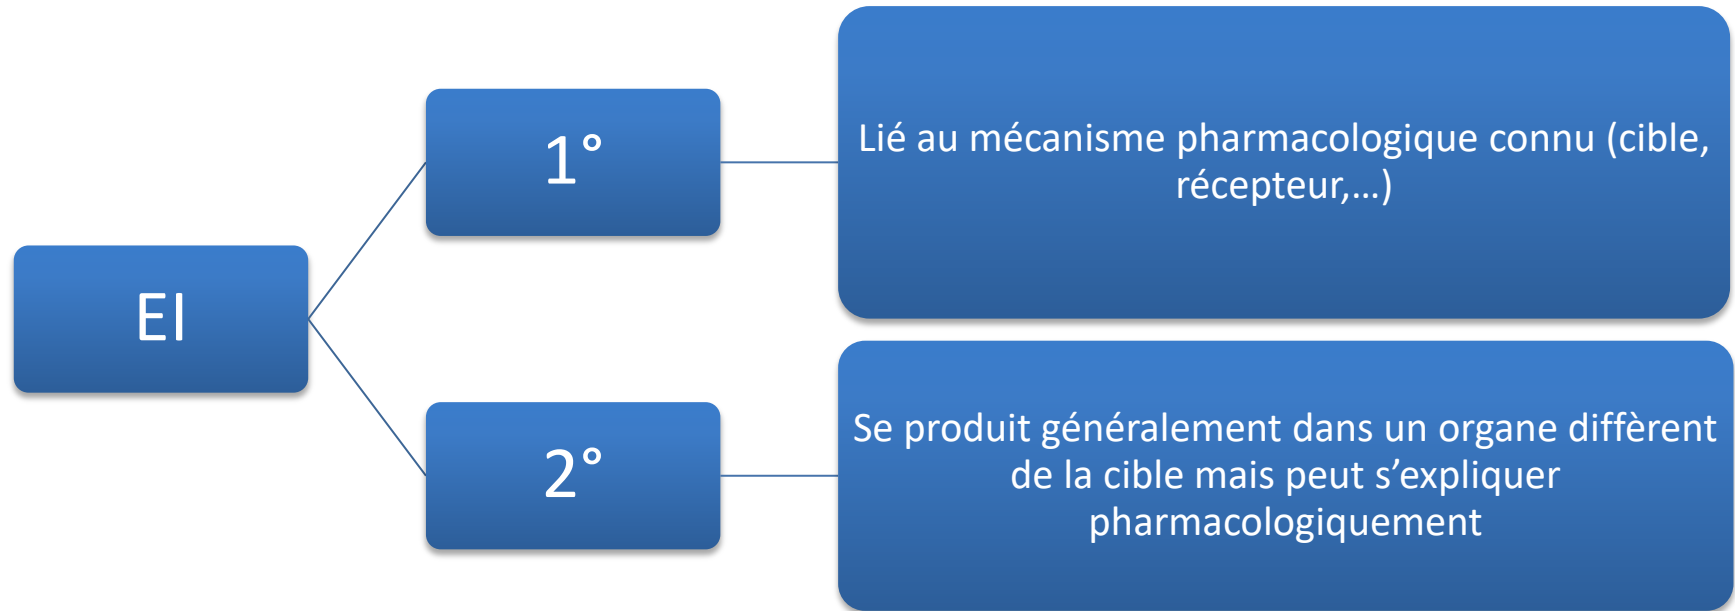 EI
1°
Lié au mécanisme pharmacologique connu (cible,
récepteur,…)
2°
Se produit généralement dans un organe diffèrent
de la cible mais peut s’expliquer
pharmacologiquement